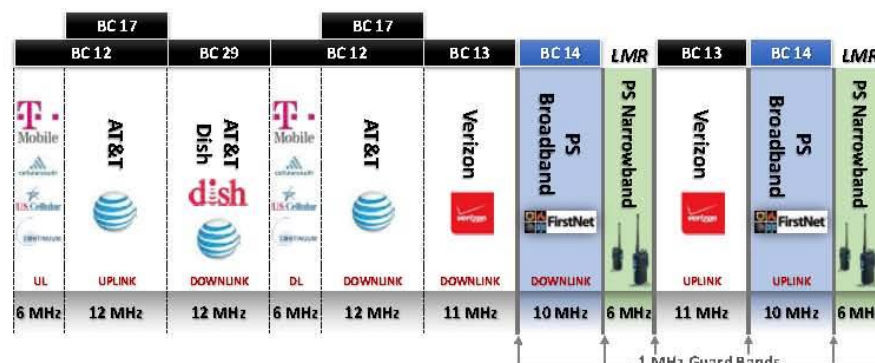 BC 17
BC 17
BC 12
BC 29
BC 12
BC 13
BC 14
LMR
BC 13
BC 14
LMR
T
Mobile
cellularsouth
US Cellular
AT&T
AT&T
Dish
dish
T
Mobile
cellularsouth
US Cellular
AT&T
Verizon
verizon
PS
Broadband
FirstNet
PS Narrowband
Verizon
verizon
PS
Broadband
FirstNet
PS Narrowband
UL
UPLINK
DOWNLINK
DL
DOWNLINK
DOWNLINK
DOWNLINK
UPLINK
UPLINK
6 MHz
12 MHz
12 MHz
6 MHz
12 MHz
11 MHz
10 MHz
6 MHz
11 MHz
10 MHz
6 MH
1 MHz Guard Bands